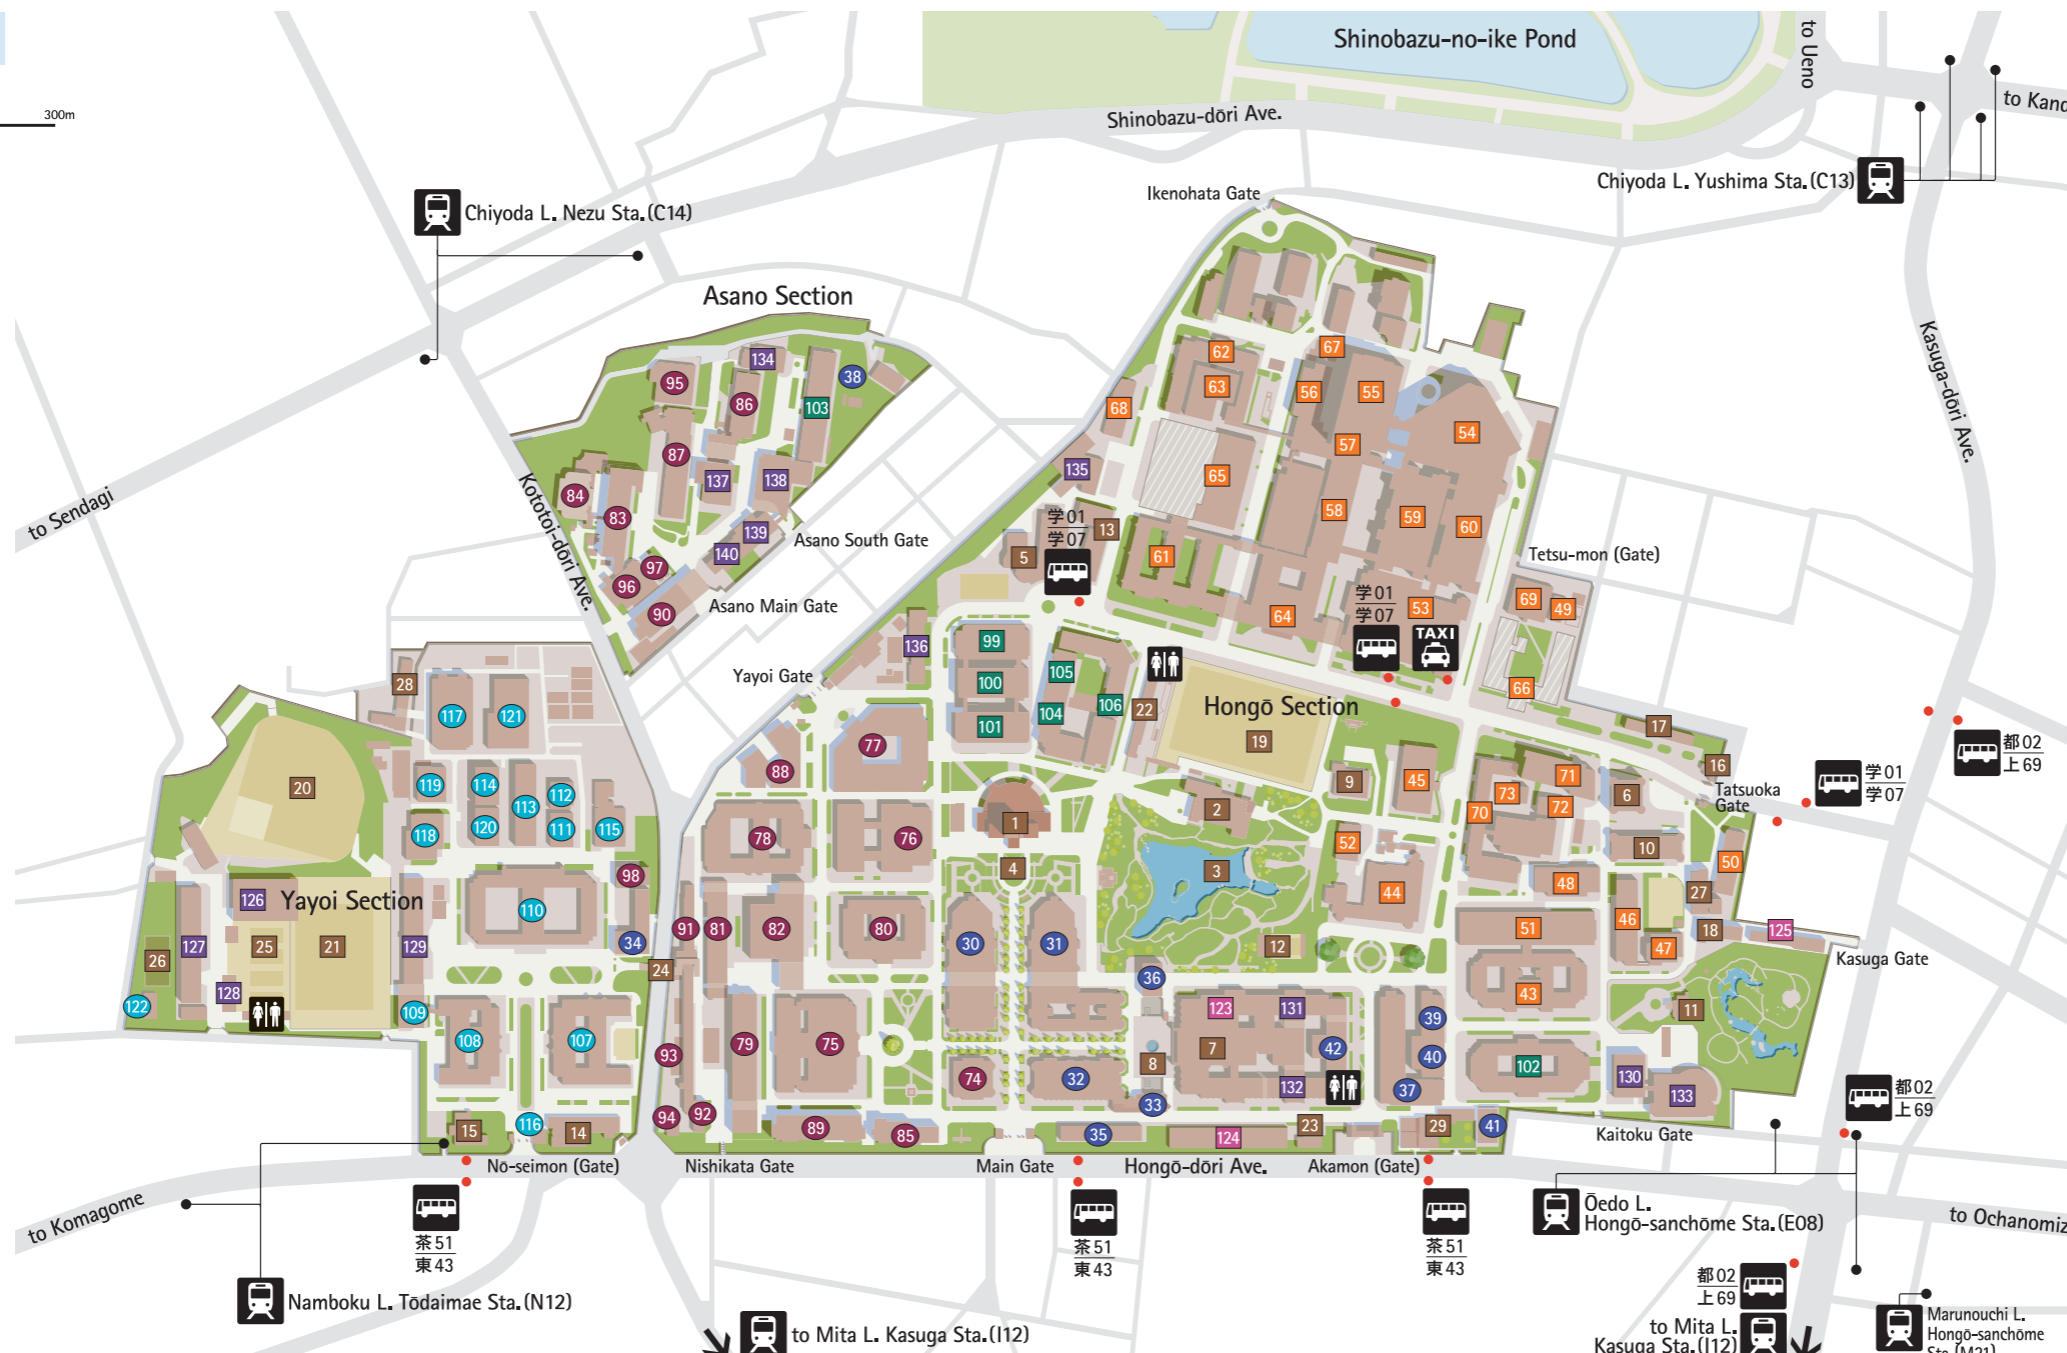 Shinobazu-no-ike Pond
to Ueno
300m
to Kand
Shinobazu-dōri Ave.
Chiyoda L. Yushima Sta.(C13)
Ikenohata Gate
Chiyoda L. Nezu Sta.(C14)
Asano Section
Kasuga-dōri Ave.
134
38
95
86
103
62
67
63
56
55
68
54
57
87
135
65
137
138
84
83
58
59
60
to Sendagi
Kototoi-dōri Ave.
学01
学07
13
139
140
Asano South Gate
5
61
Tetsu-mon (Gate)
97
96
90
Asano Main Gate
学01
学07
53
TAXI
69
49
64
136
99
105
100
106
104
101
22
Yayoi Gate
28
66
Hongō Section
19
117
121
77
17
都02
上69
88
16
9
45
71
学01
学07
Tatsuoka
Gate
20
119
114
113
112
73
72
70
6
2
118
120
111
115
78
76
1
52
10
50
4
3
98
44
48
27
126
Yayoi Section
110
46
51
18
125
127
25
21
129
34
91
81
82
80
30
31
12
47
26
24
Kasuga Gate
36
128
122
109
123
131
43
11
39
108
107
93
79
75
7
42
40
8
74
32
132
37
102
130
133
都02
上69
94
92
33
15
116
14
89
85
35
124
23
29
41
Kaitoku Gate
Nō-seimon (Gate)
Nishikata Gate
Main Gate
Hongō-dōri Ave.
Akamon (Gate)
to Komagome
茶51
東43
茶51
東43
茶51
東43
Ōedo L.
Hongō-sanchōme Sta.(E08)
to Ochanomiz
Namboku L. Tōdaimae Sta.(N12)
都02
上69
to Mita L. Kasuga Sta.(I12)
to Mita L.
Kasuga Sta.(I12)
Marunouchi L.
Hongō-sanchōme
Sta.(M21)